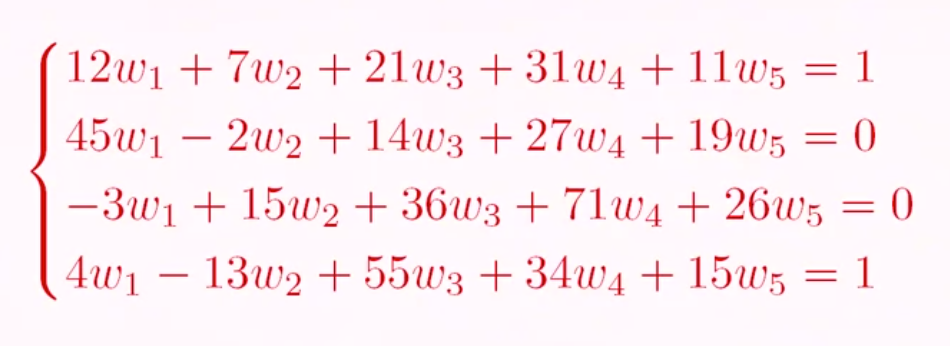 12w₁ + 7w₂ + 21w₃ + 31w₄ + 11w₅ = 1
45w₁ − 2w₂ + 14w₃ + 27w₄ + 19w₅ = 0
−3w₁ + 15w₂ + 36w₃ + 71w₄ + 26w₅ = 0
4w₁ − 13w₂ + 55w₃ + 34w₄ + 15w₅ = 1